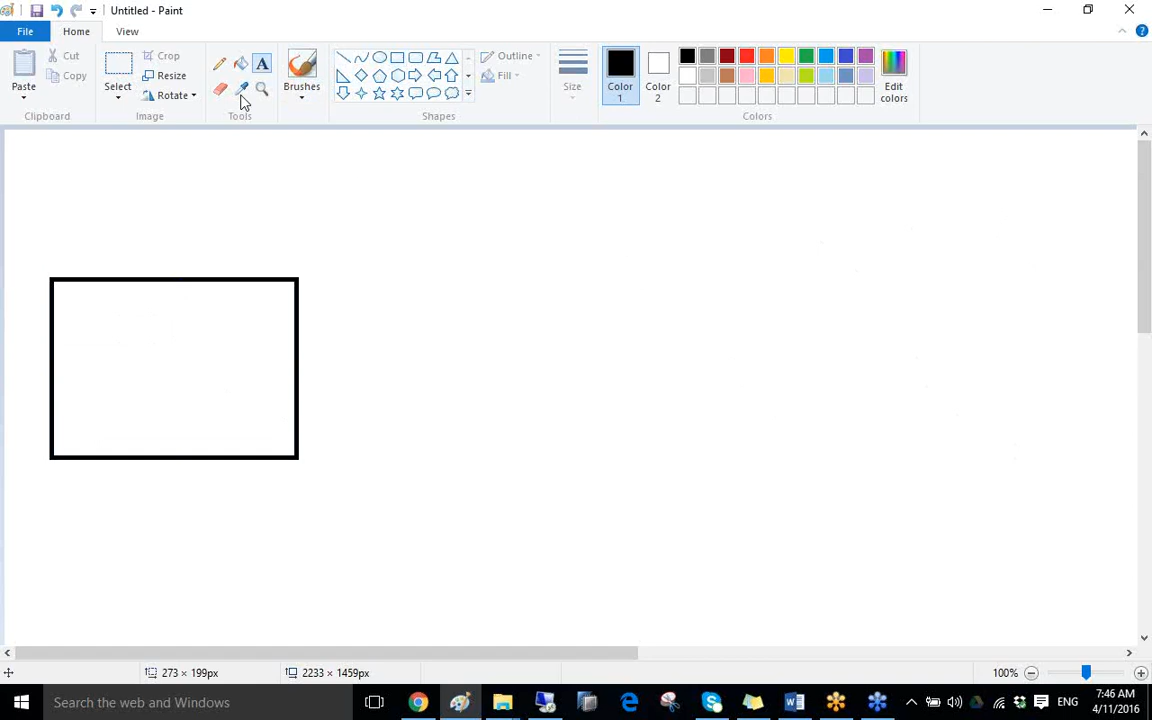 Untitled - Paint
File
Home
View
Paste
Cut
Copy
Clipboard
Select
Crop
Resize
Rotate
Image
A
Tools
Brushes
Outline
Fill
Shapes
Size
Color 1
Color 2
Edit colors
Colors
273 × 199px
2233 × 1459px
100%
Search the web and Windows
ENG
7:46 AM
4/11/2016